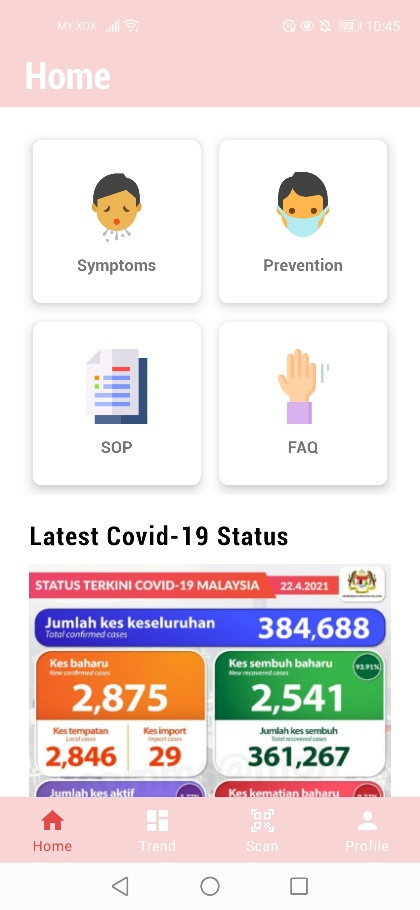 MY XOX
10:45
Home
Symptoms
Prevention
SOP
FAQ
Latest Covid-19 Status
STATUS TERKINI COVID-19 MALAYSIA 22.4.2021
Jumlah kes keseluruhan 384,688
Total confirmed cases
Kes baharu
New confirmed cases
2,875
Kes tempatan Kes import
Local cases Import cases
2,846 29
Kes sembuh baharu 93.91%
New recovered cases
2,541
Jumlah kes sembuh
Total recovered cases
361,267
Jumlah kes aktif
Kes kematian baharu
Home Trend Scan Profile